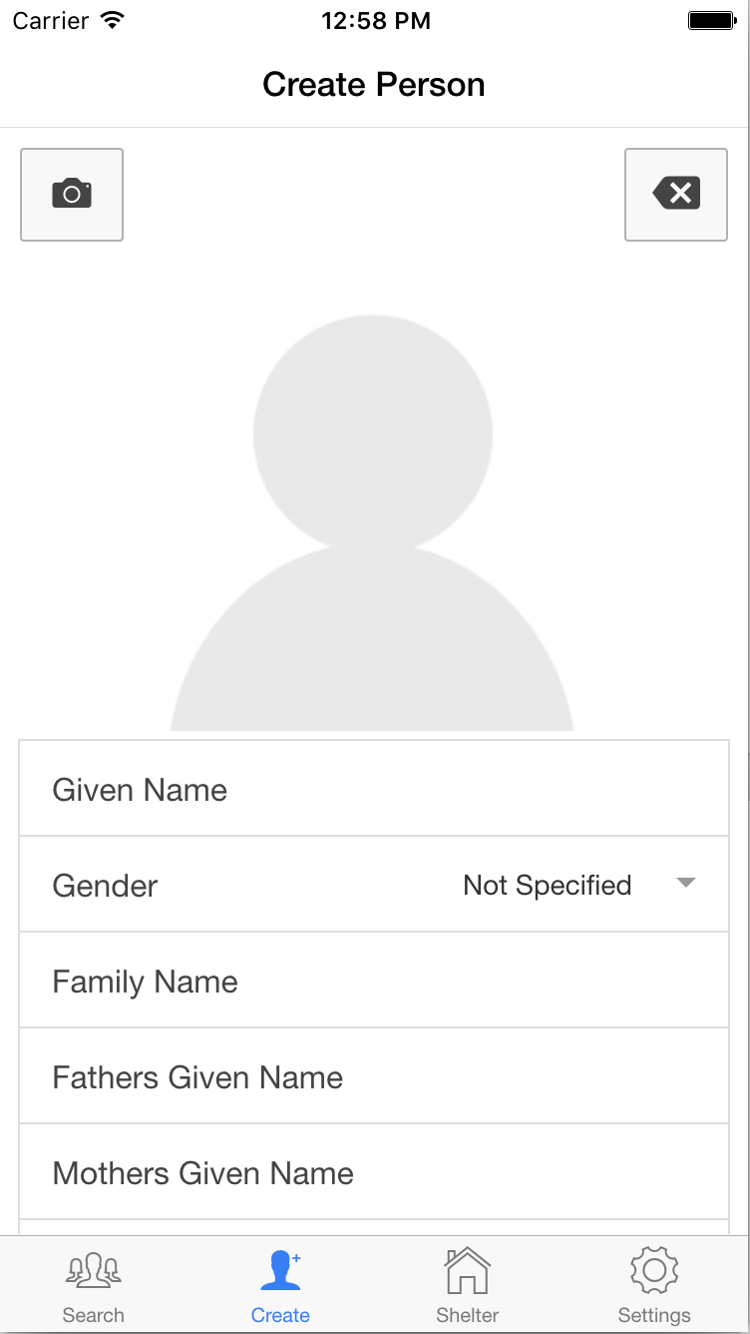 Carrier 12:58 PM
Create Person
Given Name
Gender Not Specified
Family Name
Fathers Given Name
Mothers Given Name
Search Create Shelter Settings